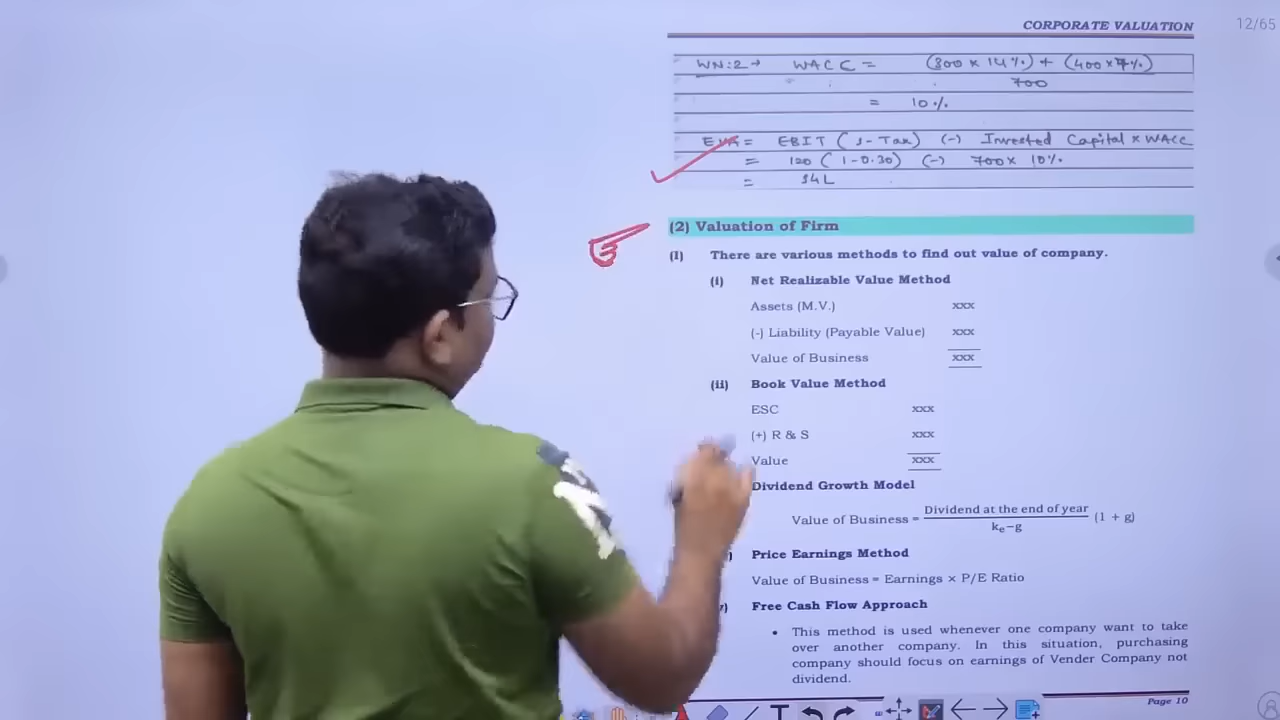 CORPORATE VALUATION
12/65
WN:2→ WACC = (300 × 14%) + (400 × 7%)
700
= 10%
EVA = EBIT (1 - Tax) (-) Invested Capital × WACC
= 120 (1-0.30) (-) 700 × 10%
= 14L
(2) Valuation of Firm
(1) There are various methods to find out value of company.
(i) Net Realizable Value Method
Assets (M.V.) xxx
(-) Liability (Payable Value) xxx
Value of Business xxx
(ii) Book Value Method
ESC xxx
(+) R & S xxx
Value xxx
Dividend Growth Model
Value of Business = Dividend at the end of year (1 + g)
ke-g
) Price Earnings Method
Value of Business = Earnings × P/E Ratio
) Free Cash Flow Approach
• This method is used whenever one company want to take
over another company. In this situation, purchasing
company should focus on earnings of Vender Company not
dividend.
Page 10